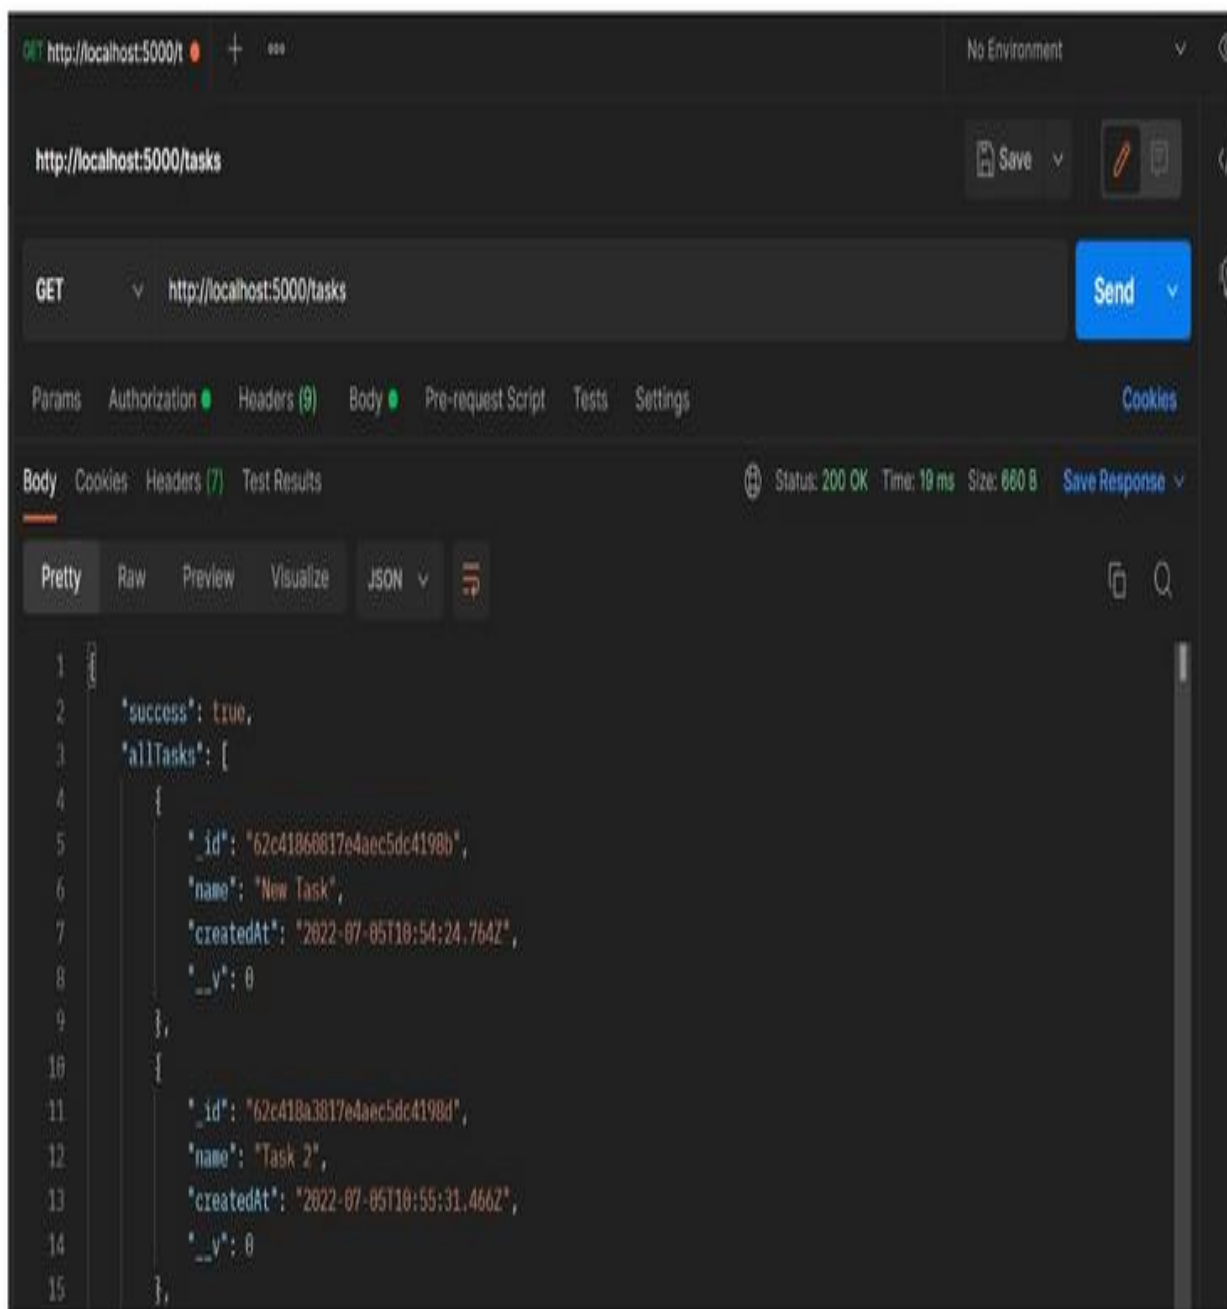 GET http://localhost:5000/t
No Environment
http://localhost:5000/tasks
Save
GET http://localhost:5000/tasks
Send
Params Authorization Headers (9) Body Pre-request Script Tests Settings Cookies
Body Cookies Headers (7) Test Results Status: 200 OK Time: 19 ms Size: 660 B Save Response
Pretty Raw Preview Visualize JSON
1 {
2 "success": true,
3 "allTasks": [
4 {
5 "_id": "62c41860817e4aec5dc4198b",
6 "name": "New Task",
7 "createdAt": "2022-07-05T10:54:24.764Z",
8 "__v": 0
9 },
10 {
11 "_id": "62c418a3817e4aec5dc4198d",
12 "name": "Task 2",
13 "createdAt": "2022-07-05T10:55:31.466Z",
14 "__v": 0
15 },